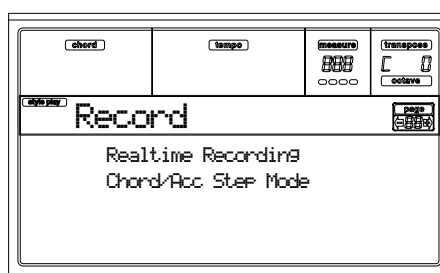 chord tempo measure transpose
888 C 0
octave
style play Record page
88
Realtime Recording
Chord/Acc Step Mode